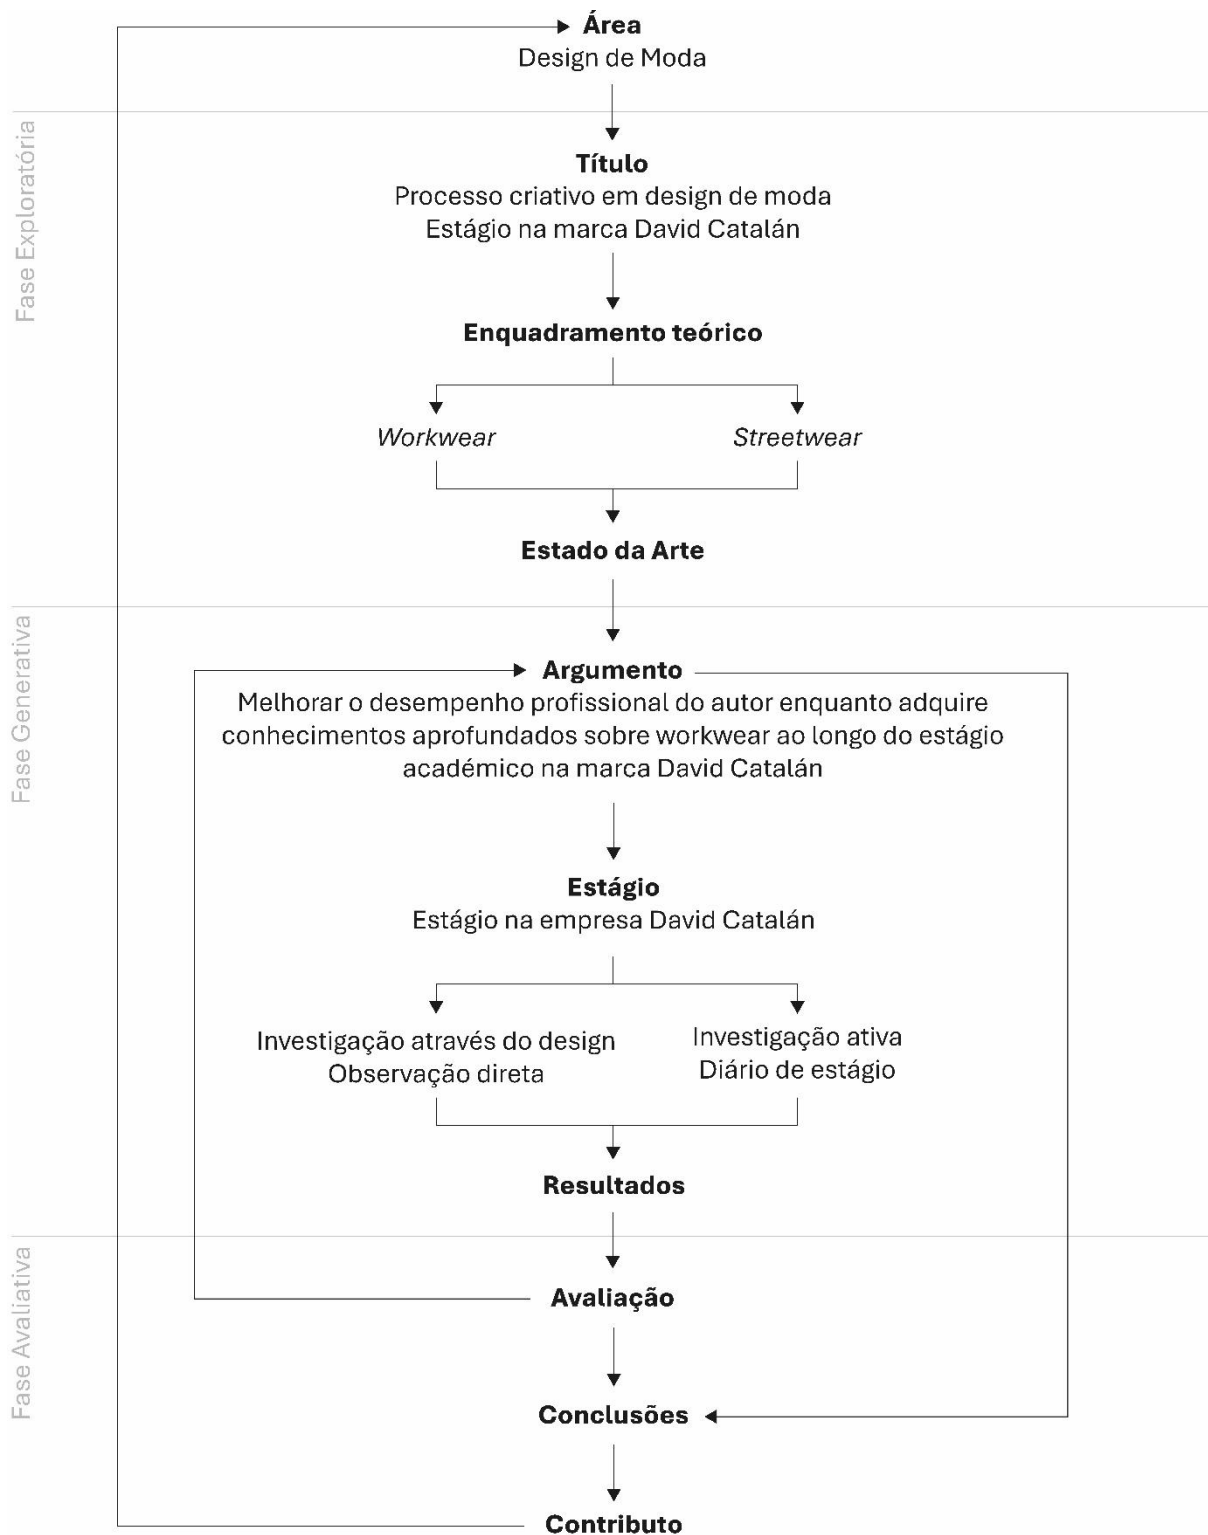 Área
Design de Moda
Fase Exploratória
Título
Processo criativo em design de moda
Estágio na marca David Catalán
Enquadramento teórico
Workwear
Streetwear
Estado da Arte
Fase Generativa
Argumento
Melhorar o desempenho profissional do autor enquanto adquire
conhecimentos aprofundados sobre workwear ao longo do estágio
académico na marca David Catalán
Estágio
Estágio na empresa David Catalán
Investigação através do design
Observação direta
Investigação ativa
Diário de estágio
Resultados
Fase Avaliativa
Avaliação
Conclusões
Contributo